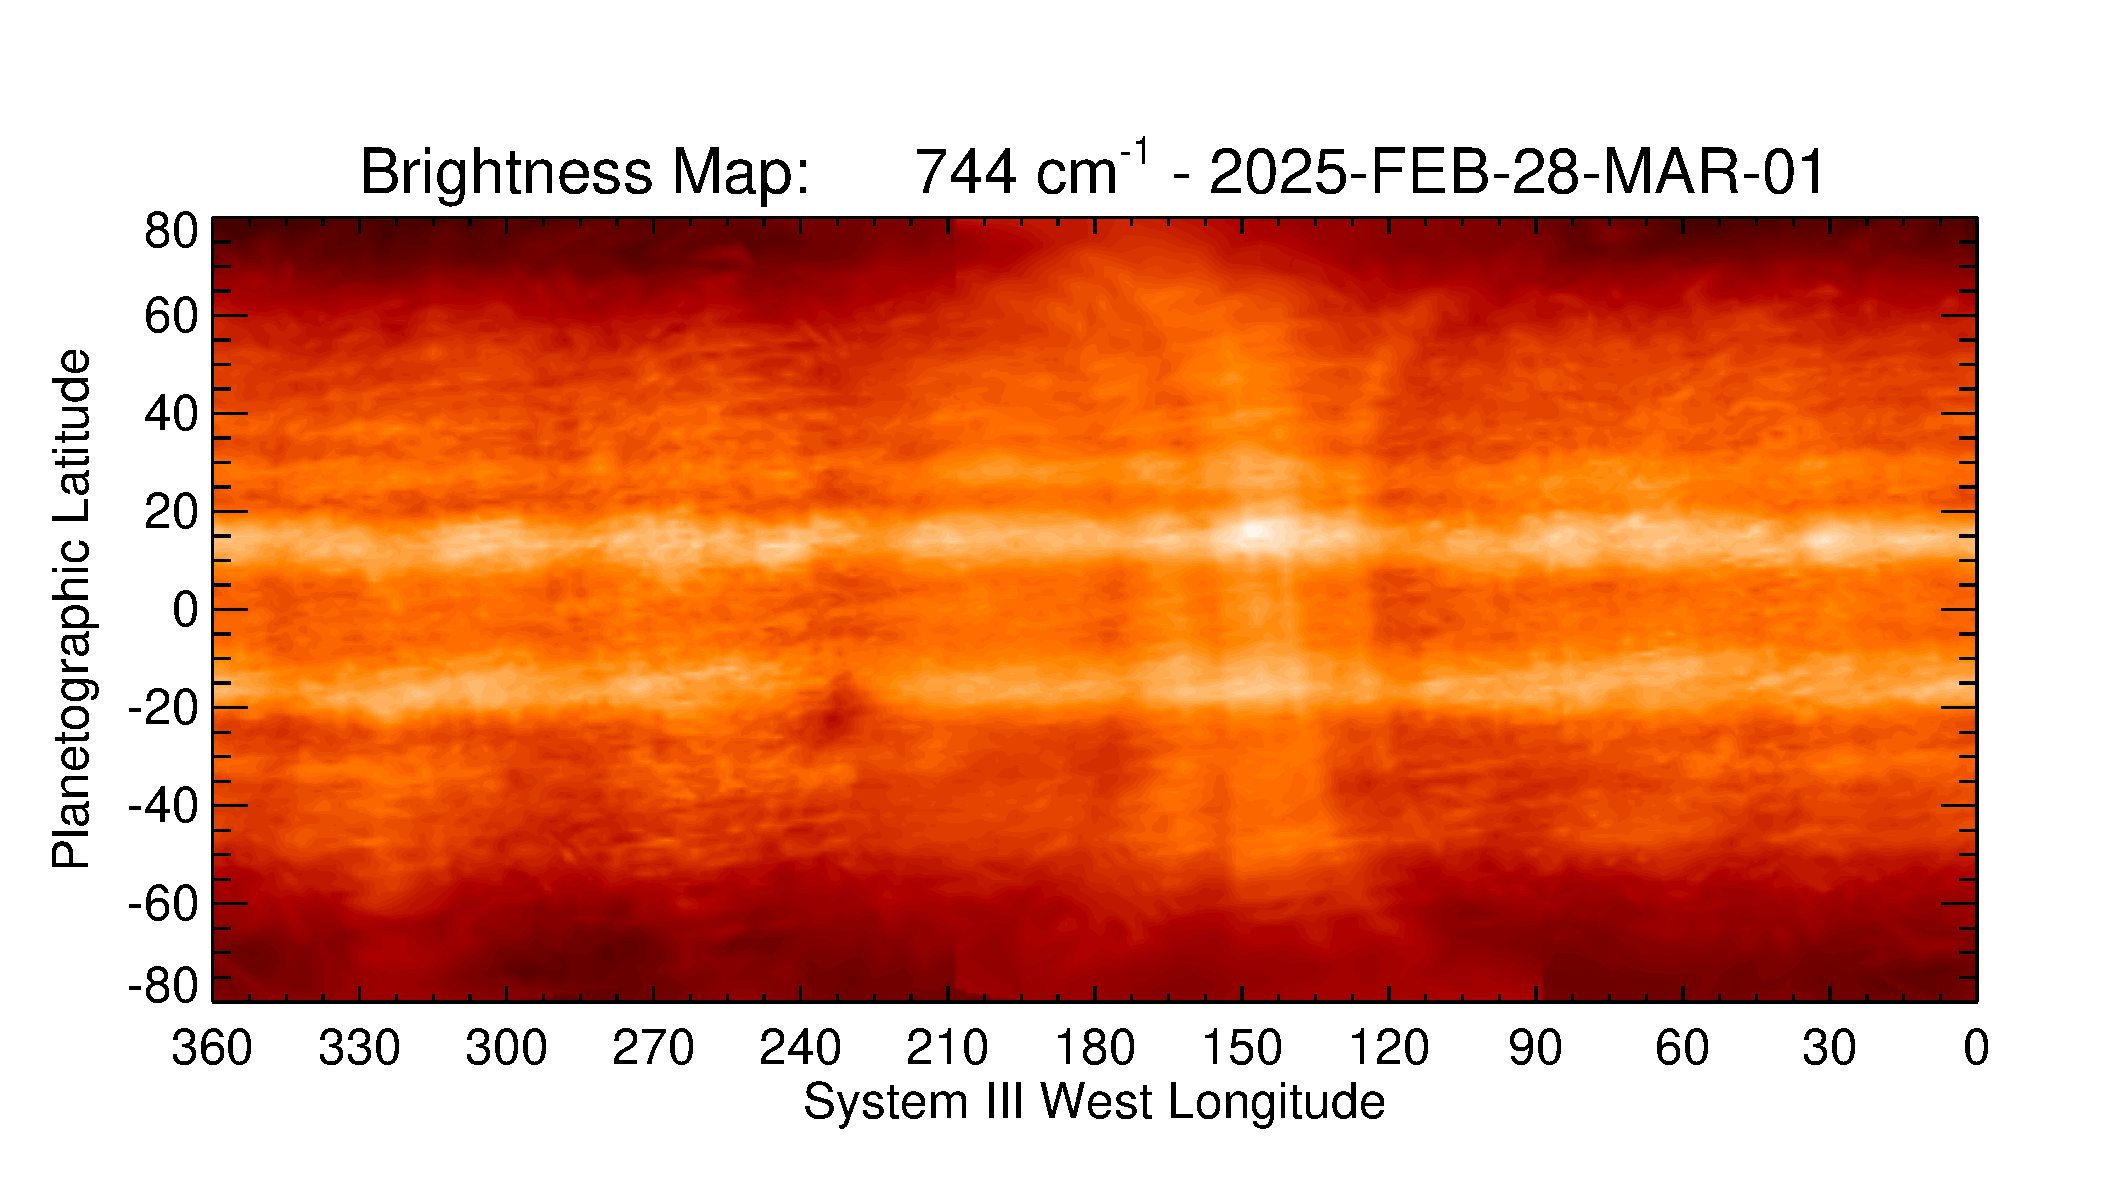 Brightness Map: 744 cm⁻¹ - 2025-FEB-28-MAR-01
Planetographic Latitude
80
60
40
20
0
-20
-40
-60
-80
360 330 300 270 240 210 180 150 120 90 60 30 0
System III West Longitude